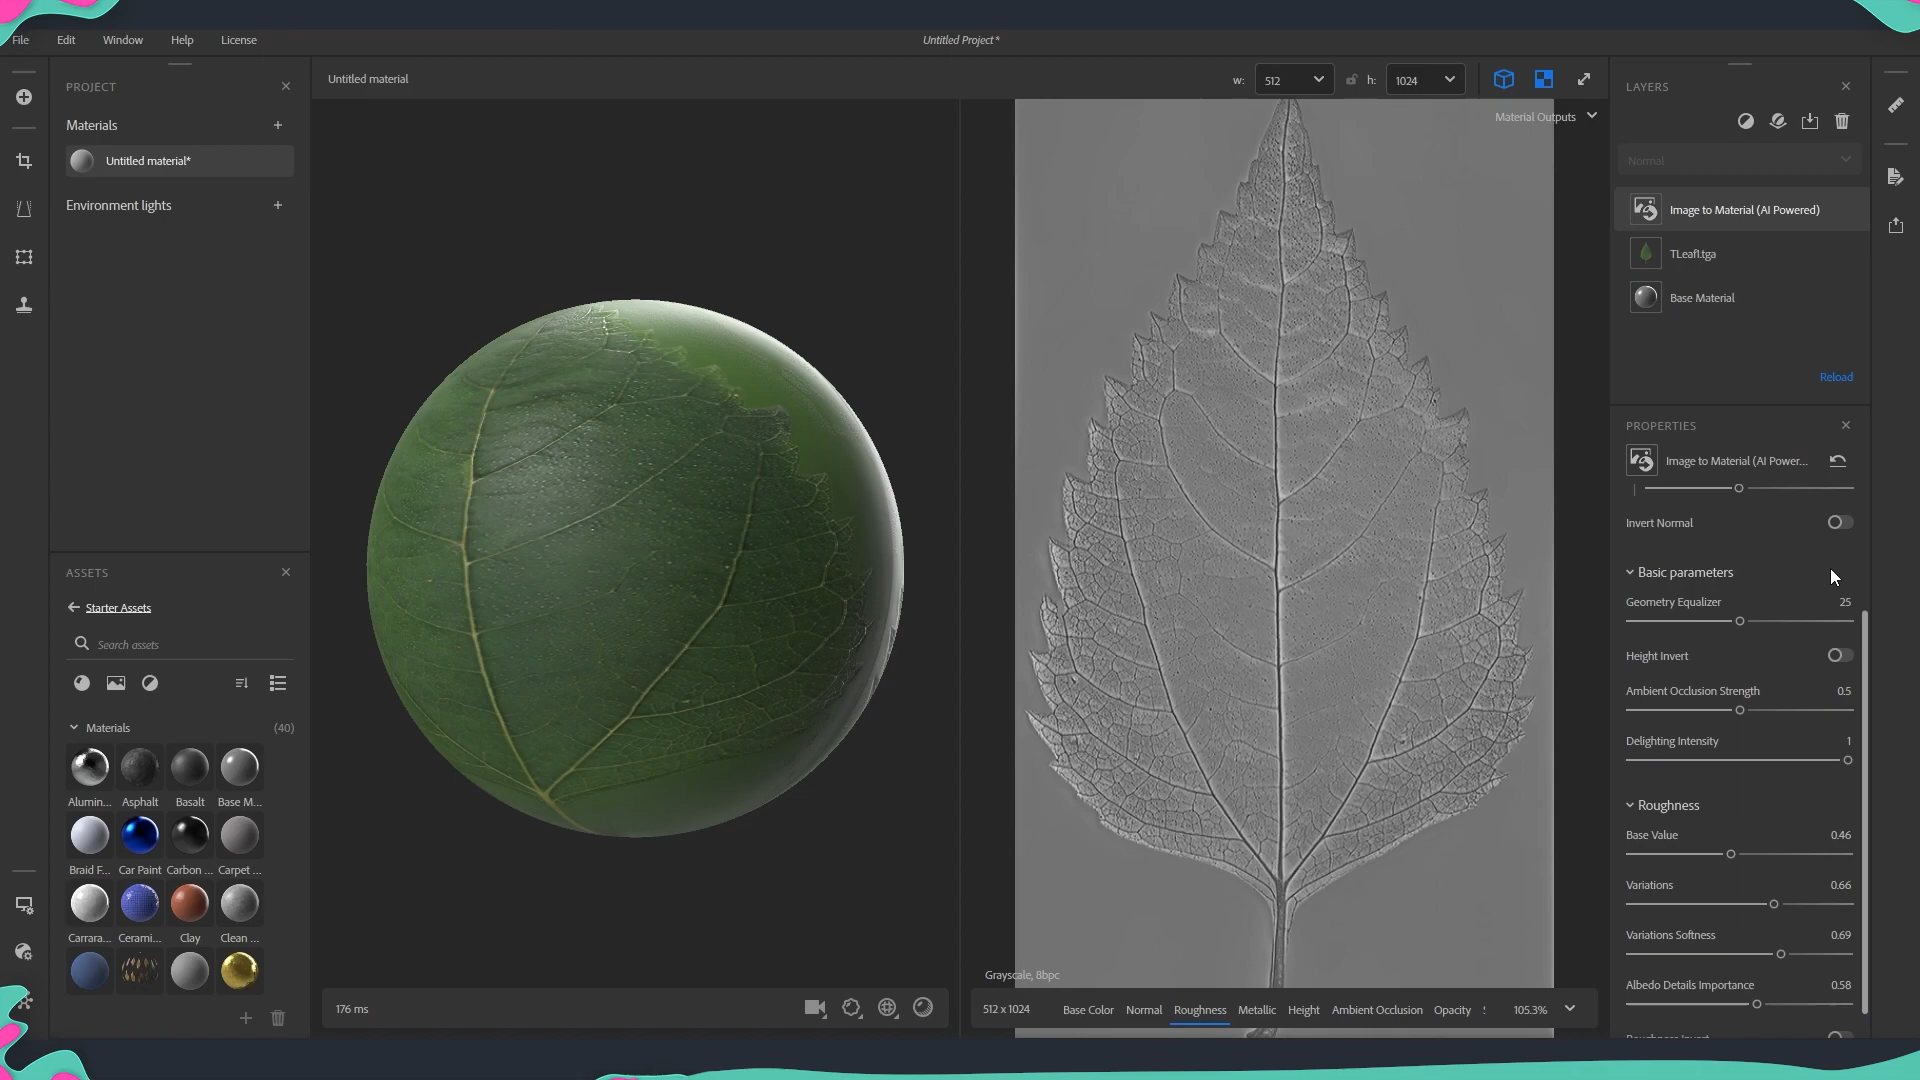 File Edit Window Help License
Untitled Project*
PROJECT
Materials
Untitled material*
Environment lights
ASSETS
Starter Assets
Search assets
Materials (40)
Alumin... Asphalt Basalt Base M...
Braid F... Car Paint Carbon ... Carpet ...
Carrara... Cerami... Clay Clean ...
Untitled material
w: 512 h: 1024
Material Outputs
176 ms
Grayscale, 8bpc
512 x 1024 Base Color Normal Roughness Metallic Height Ambient Occlusion Opacity 105.3%
LAYERS
Normal
Image to Material (AI Powered)
TLeaf1.tga
Base Material
Reload
PROPERTIES
Image to Material (AI Power...
Invert Normal
Basic parameters
Geometry Equalizer 25
Height Invert
Ambient Occlusion Strength 0.5
Delighting Intensity 1
Roughness
Base Value 0.46
Variations 0.66
Variations Softness 0.69
Albedo Details Importance 0.58